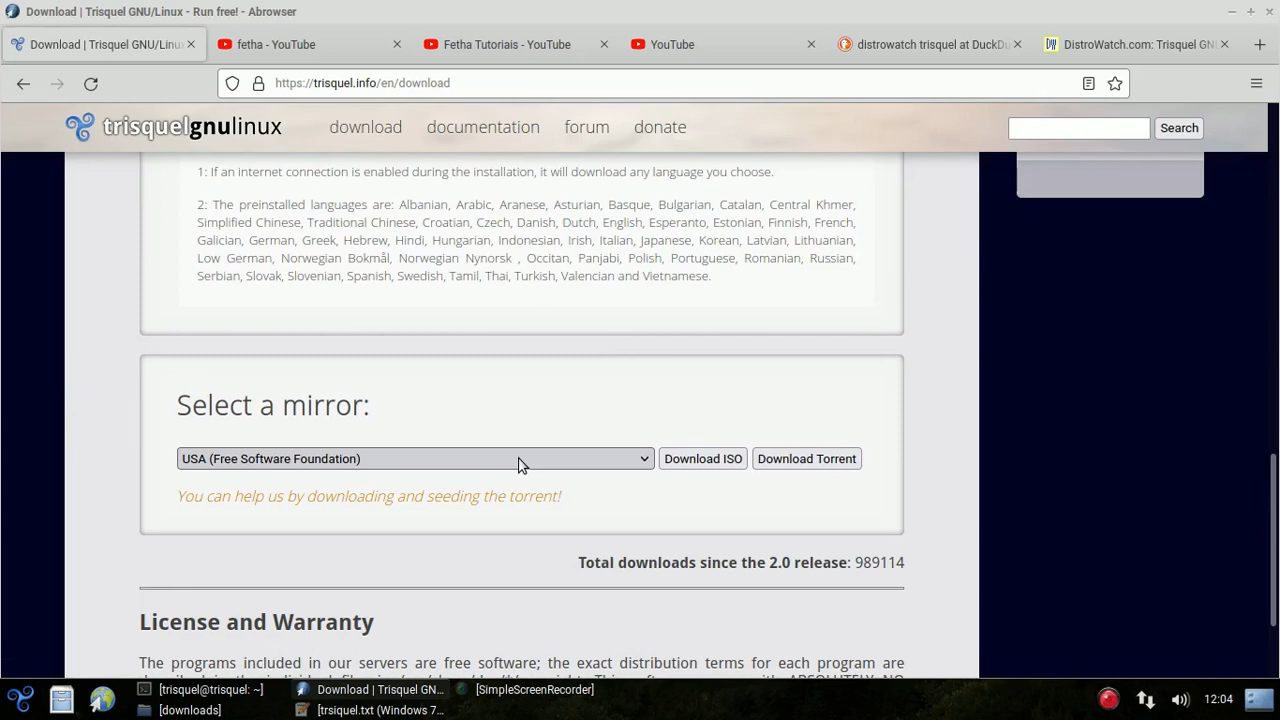 Download | Trisquel GNU/Linux - Run free! - Abrowser
Download | Trisquel GNU/Linux
fetha - YouTube
Fetha Tutoriais - YouTube
YouTube
distrowatch trisquel at DuckDu
DistroWatch.com: Trisquel GN
https://trisquel.info/en/download
trisquelgnulinux
download
documentation
forum
donate
Search
1: If an internet connection is enabled during the installation, it will download any language you choose.
2: The preinstalled languages are: Albanian, Arabic, Aranese, Asturian, Basque, Bulgarian, Catalan, Central Khmer,
Simplified Chinese, Traditional Chinese, Croatian, Czech, Danish, Dutch, English, Esperanto, Estonian, Finnish, French,
Galician, German, Greek, Hebrew, Hindi, Hungarian, Indonesian, Irish, Italian, Japanese, Korean, Latvian, Lithuanian,
Low German, Norwegian Bokmål, Norwegian Nynorsk , Occitan, Panjabi, Polish, Portuguese, Romanian, Russian,
Serbian, Slovak, Slovenian, Spanish, Swedish, Tamil, Thai, Turkish, Valencian and Vietnamese.
Select a mirror:
USA (Free Software Foundation)
Download ISO
Download Torrent
You can help us by downloading and seeding the torrent!
Total downloads since the 2.0 release: 989114
License and Warranty
The programs included in our servers are free software; the exact distribution terms for each program are
[trisquel@trisquel: ~]
Download | Trisquel GN...
[SimpleScreenRecorder]
12:04
[downloads]
[trsiquel.txt (Windows 7...